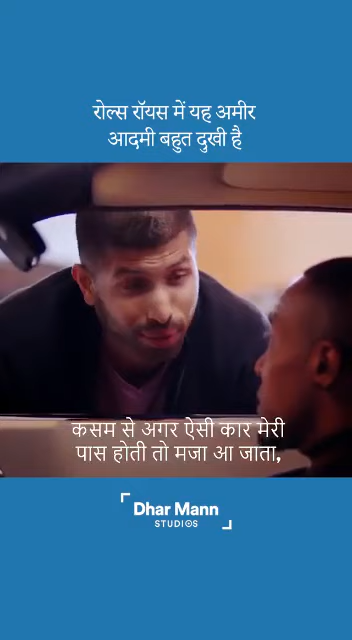 रोल्स रॉयस में यह अमीर
आदमी बहुत दुखी है
कसम से अगर ऐसी कार मेरी
पास होती तो मजा आ जाता,
Dhar Mann
STUDIOS